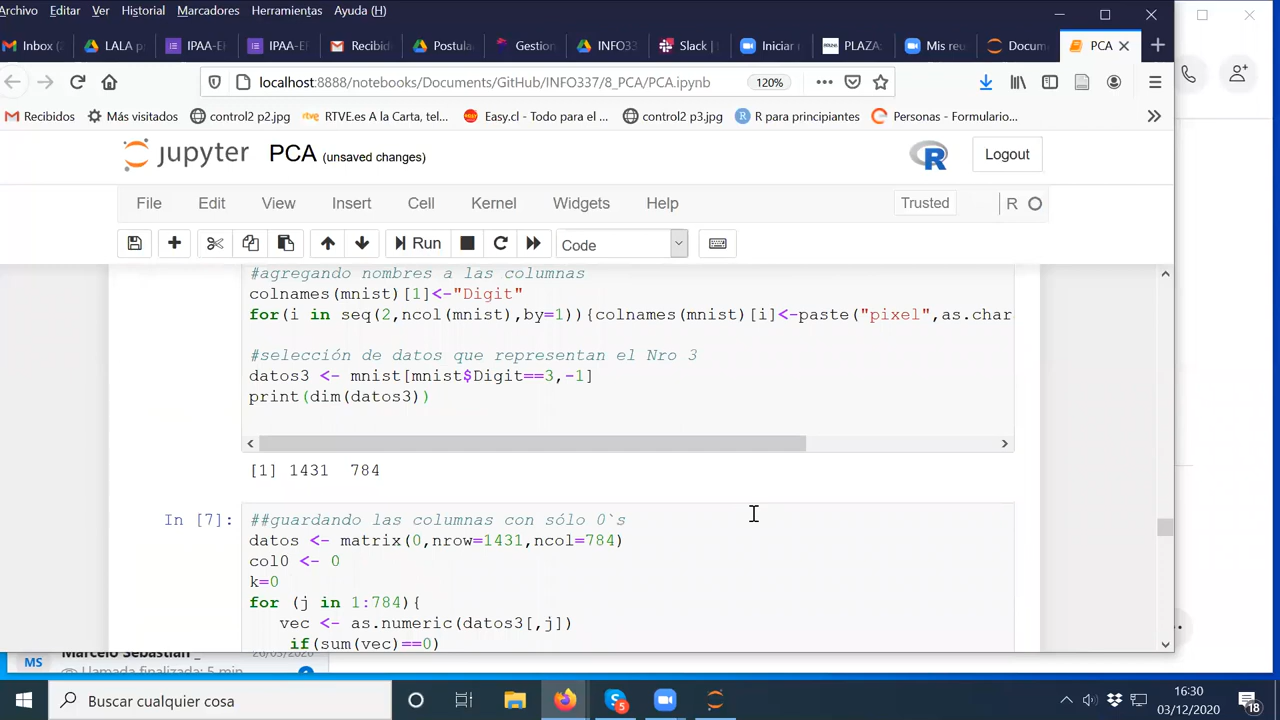 Archivo Editar Ver Historial Marcadores Herramientas Ayuda (H)
Inbox (
LALA p
IPAA-E
IPAA-E
Rec
Postula
Gestion
INFO33
Slack |
Iniciar
PLAZA
Mis reu
Docum
PCA
localhost:8888/notebooks/Documents/GitHub/INFO337/8_PCA/PCA.ipynb
120%
Recibidos
Más visitados
control2 p2.jpg
RTVE.es A la Carta, tel...
Easy.cl - Todo para el t...
control2 p3.jpg
R para principiantes
Personas - Formulario...
jupyter PCA (unsaved changes)
R
Logout
File Edit View Insert Cell Kernel Widgets Help
Trusted
R
Run
Code
#agregando nombres a las columnas
colnames(mnist)[1]<-"Digit"
for(i in seq(2,ncol(mnist),by=1)){colnames(mnist)[i]<-paste("pixel",as.char
#selección de datos que representan el Nro 3
datos3 <- mnist[mnist$Digit==3,-1]
print(dim(datos3))
[1] 1431 784
In [7]:
##guardando las columnas con sólo 0`s
datos <- matrix(0,nrow=1431,ncol=784)
col0 <- 0
k=0
for (j in 1:784){
vec <- as.numeric(datos3[,j])
if(sum(vec)==0)
MS
Marcelo Sebastian _
26/03/2020
Llamada finalizada: 5 min
Buscar cualquier cosa
16:30
03/12/2020
18